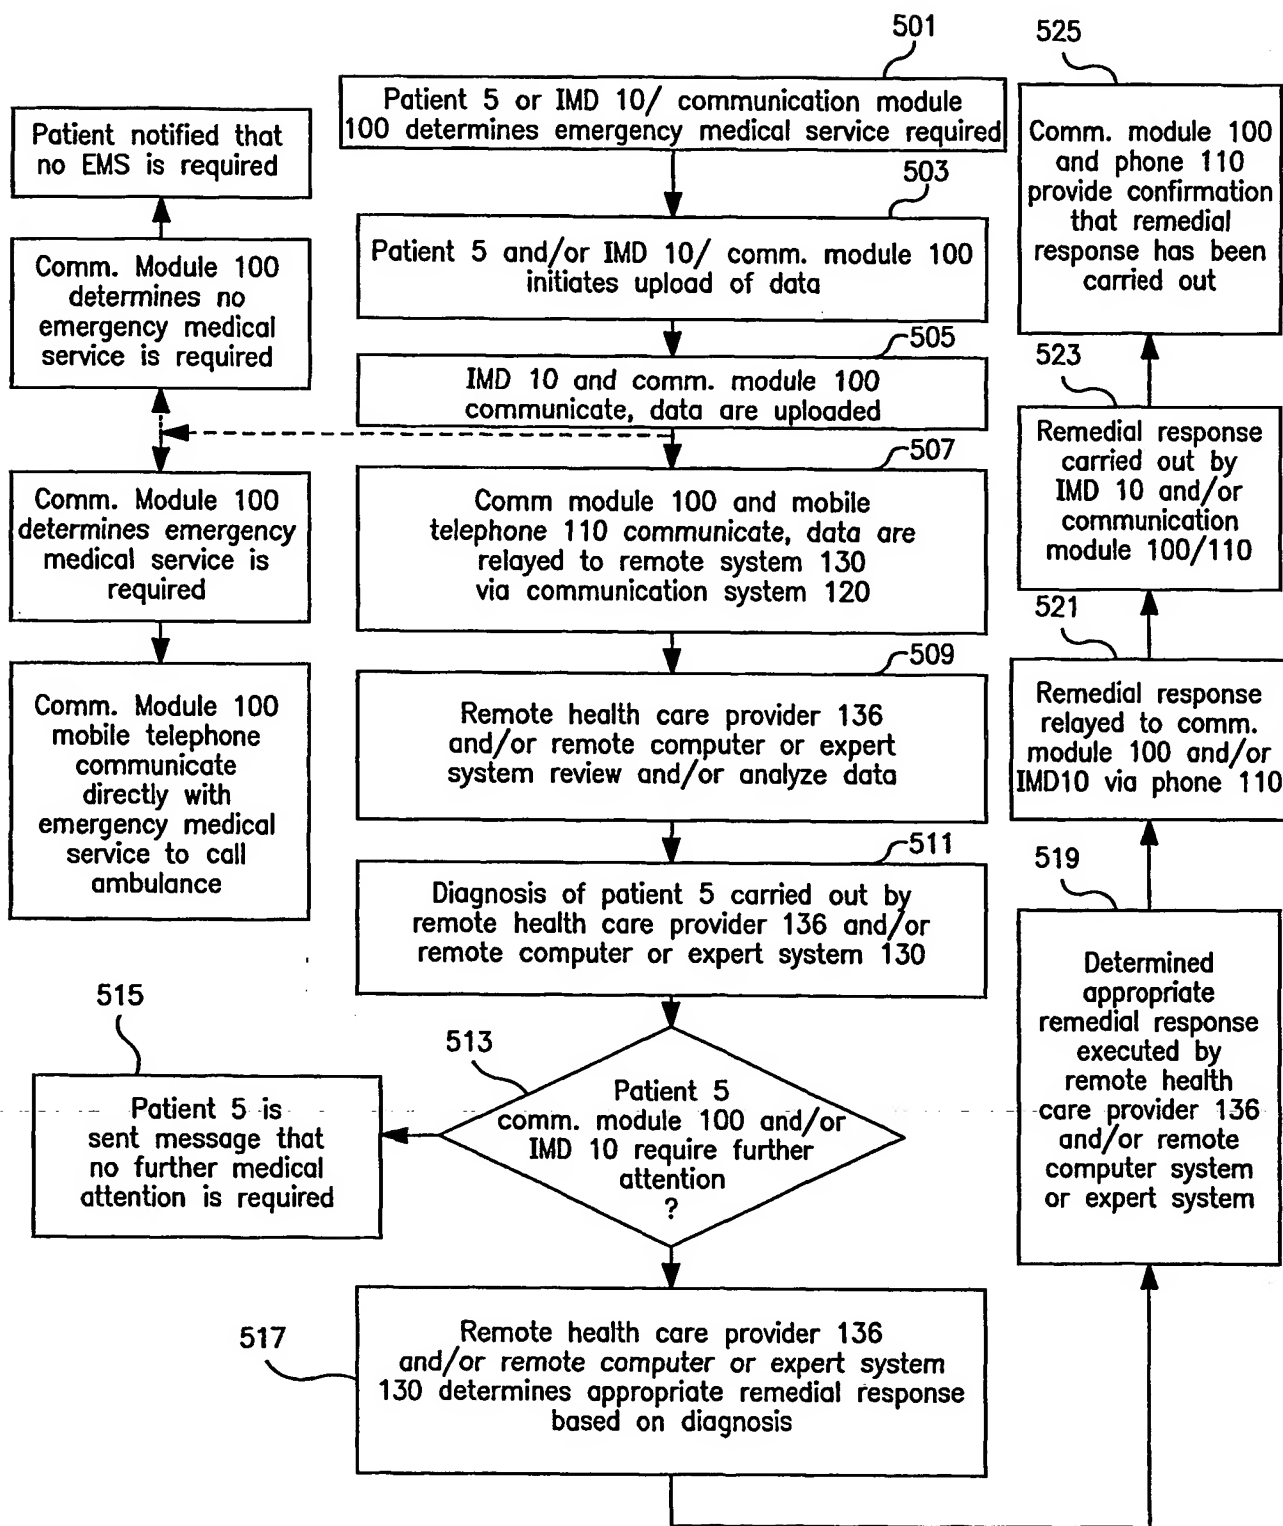 501
Patient 5 or IMD 10/ communication module
100 determines emergency medical service required
503
Patient 5 and/or IMD 10/ comm. module 100
initiates upload of data
505
IMD 10 and comm. module 100
communicate, data are uploaded
Patient notified that
no EMS is required
Comm. Module 100
determines no
emergency medical
service is required
Comm. Module 100
determines emergency
medical service is
required
Comm. Module 100
mobile telephone
communicate
directly with
emergency medical
service to call
ambulance
507
Comm module 100 and mobile
telephone 110 communicate, data are
relayed to remote system 130
via communication system 120
509
Remote health care provider 136
and/or remote computer or expert
system review and/or analyze data
511
Diagnosis of patient 5 carried out by
remote health care provider 136 and/or
remote computer or expert system 130
513
Patient 5
comm. module 100 and/or
IMD 10 require further
attention
?
515
Patient 5 is
sent message that
no further medical
attention is required
517
Remote health care provider 136
and/or remote computer or expert system
130 determines appropriate remedial response
based on diagnosis
519
Determined
appropriate
remedial response
executed by
remote health
care provider 136
and/or remote
computer system
or expert system
521
Remedial response
relayed to comm.
module 100 and/or
IMD10 via phone 110
523
Remedial response
carried out by
IMD 10 and/or
communication
module 100/110
525
Comm. module 100
and phone 110
provide confirmation
that remedial
response has been
carried out